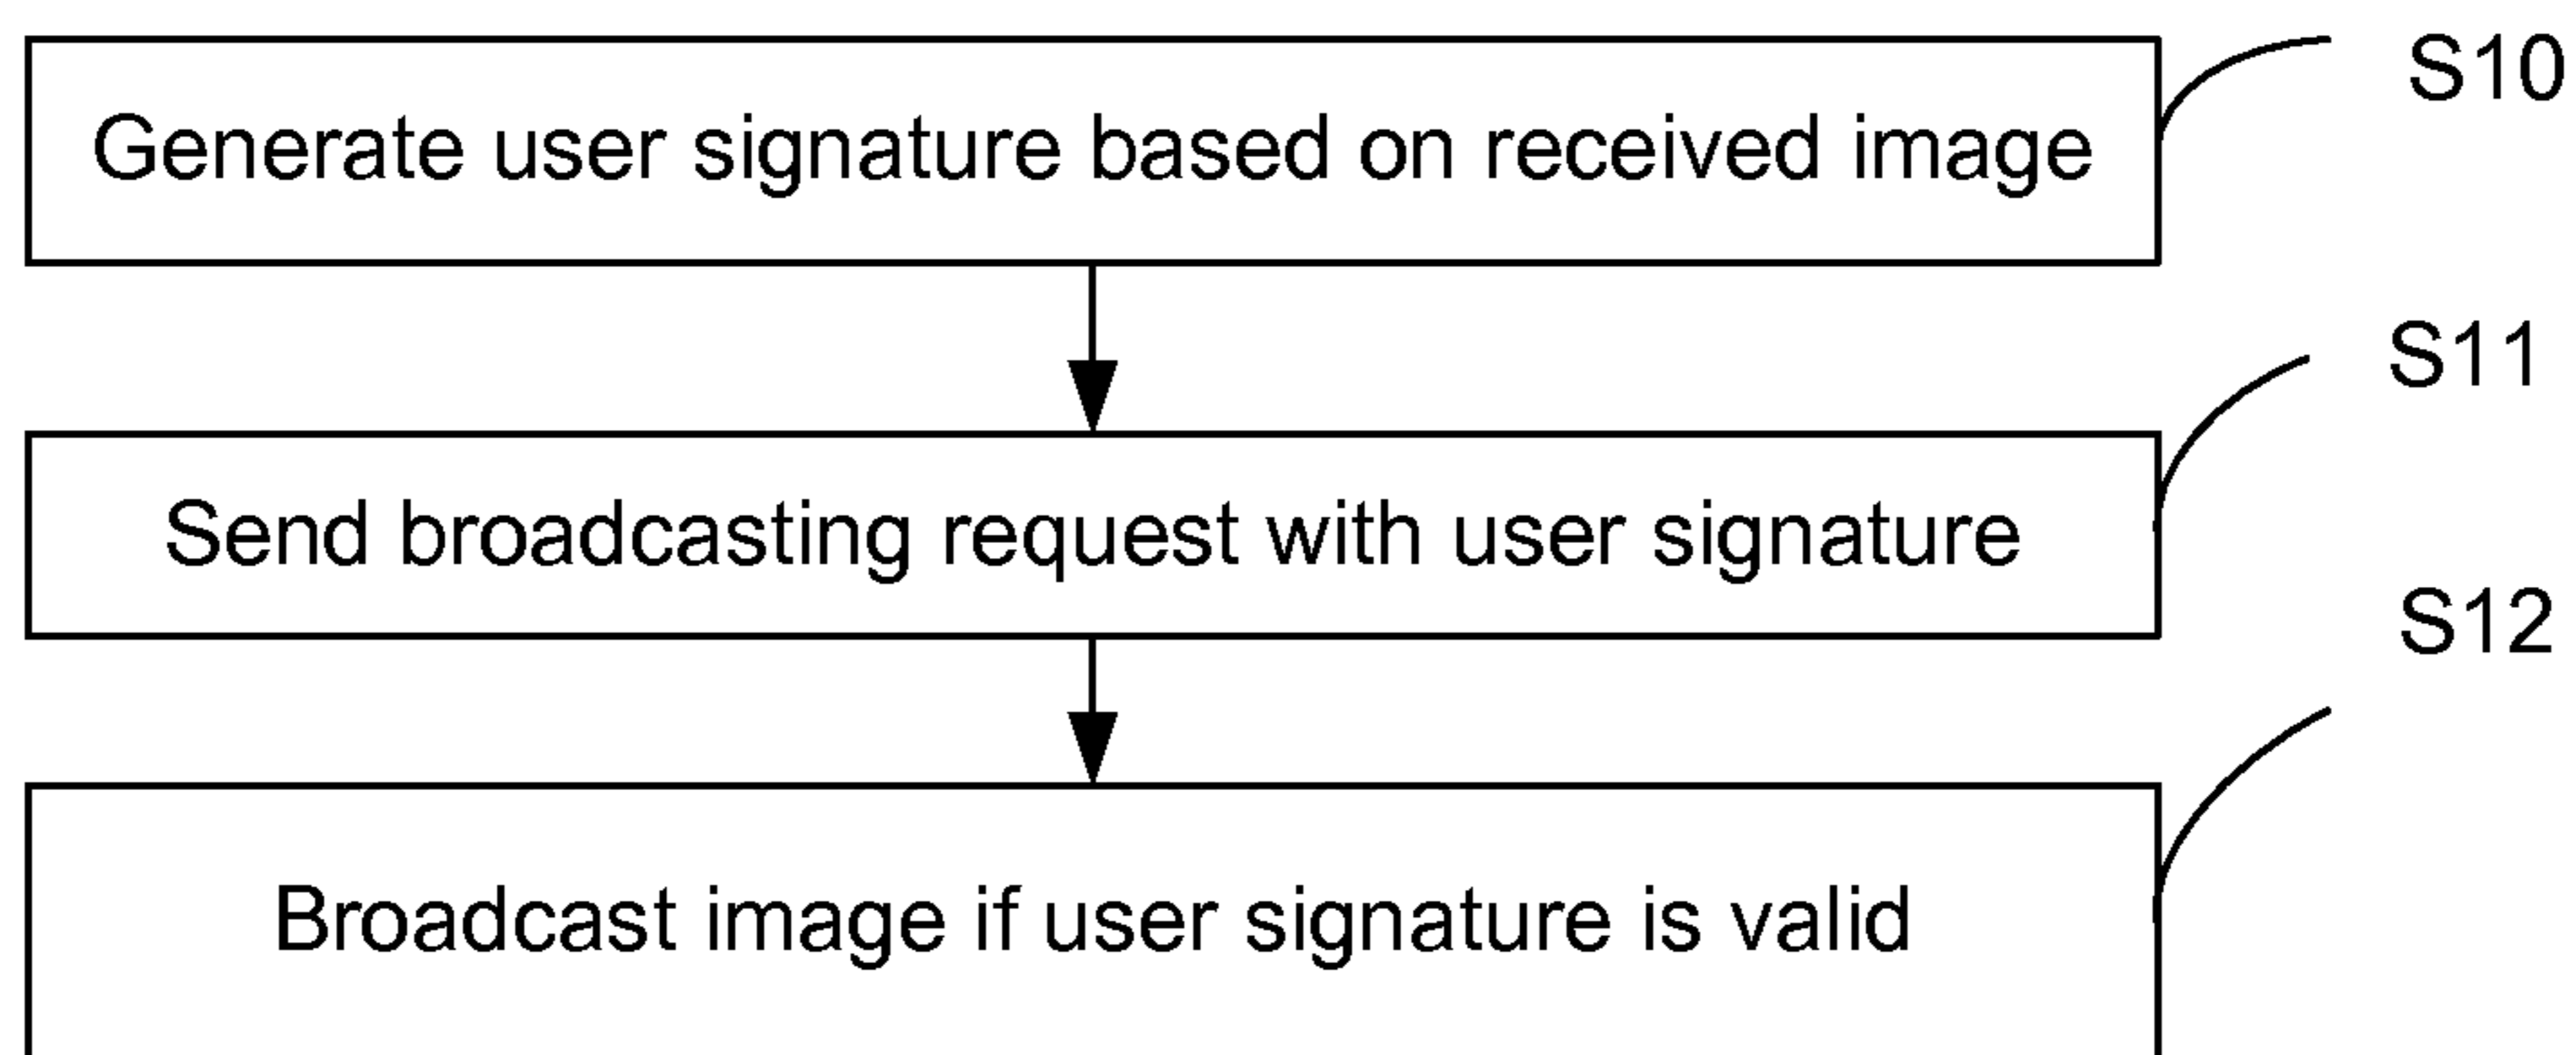 Generate user signature based on received image
S10
Send broadcasting request with user signature
S11
Broadcast image if user signature is valid
S12